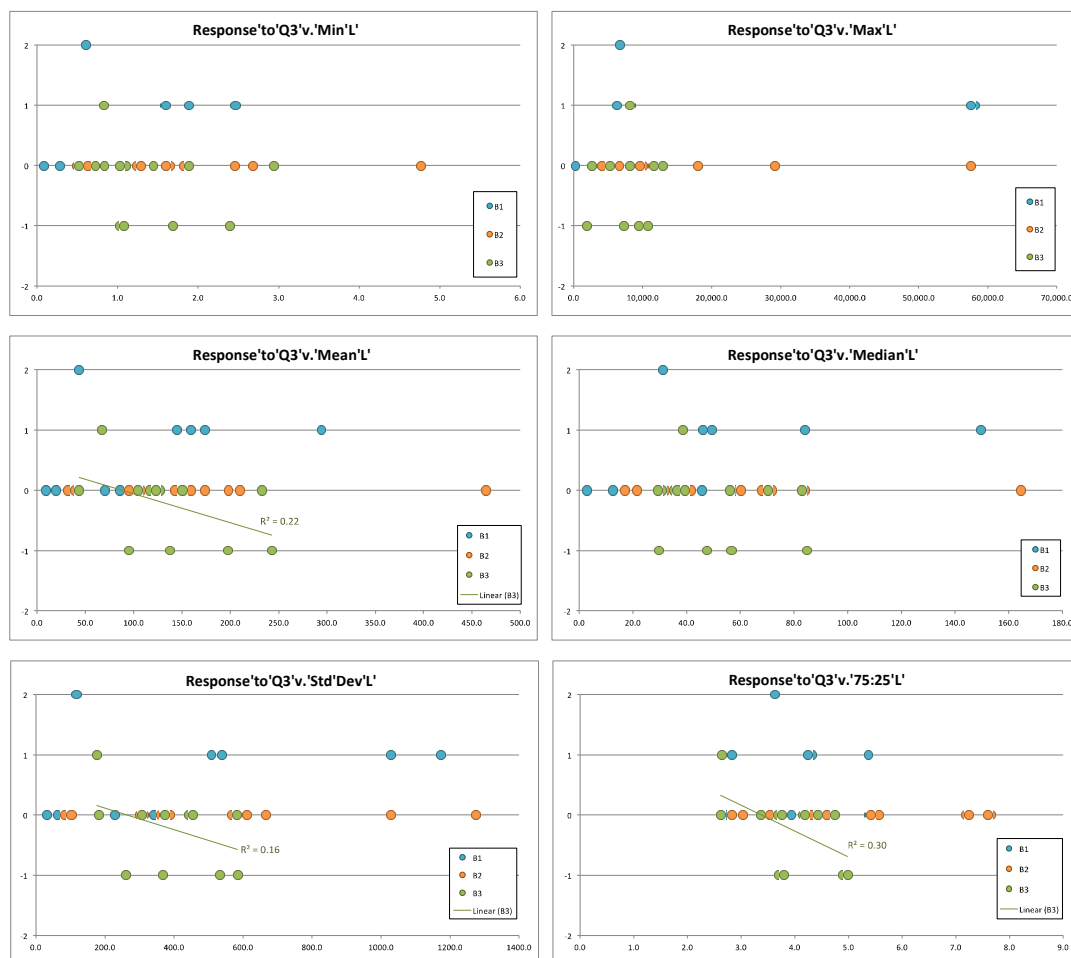 Response'to'Q3'v.'Min'L'
2
1
0
-1
-2
0.0 1.0 2.0 3.0 4.0 5.0 6.0
B1
B2
B3
Response'to'Q3'v.'Max'L'
2
1
0
-1
-2
0.0 10,000.0 20,000.0 30,000.0 40,000.0 50,000.0 60,000.0 70,000.0
B1
B2
B3
Response'to'Q3'v.'Mean'L'
2
1
0
-1
-2
R² = 0.22
0.0 50.0 100.0 150.0 200.0 250.0 300.0 350.0 400.0 450.0 500.0
B1
B2
B3
Linear (B3)
Response'to'Q3'v.'Median'L'
2
1
0
-1
-2
0.0 20.0 40.0 60.0 80.0 100.0 120.0 140.0 160.0 180.0
B1
B2
B3
Response'to'Q3'v.'Std'Dev'L'
2
1
0
-1
-2
R² = 0.16
0.0 200.0 400.0 600.0 800.0 1000.0 1200.0 1400.0
B1
B2
B3
Linear (B3)
Response'to'Q3'v.'75:25'L'
2
1
0
-1
-2
R² = 0.30
0.0 1.0 2.0 3.0 4.0 5.0 6.0 7.0 8.0 9.0
B1
B2
B3
Linear (B3)